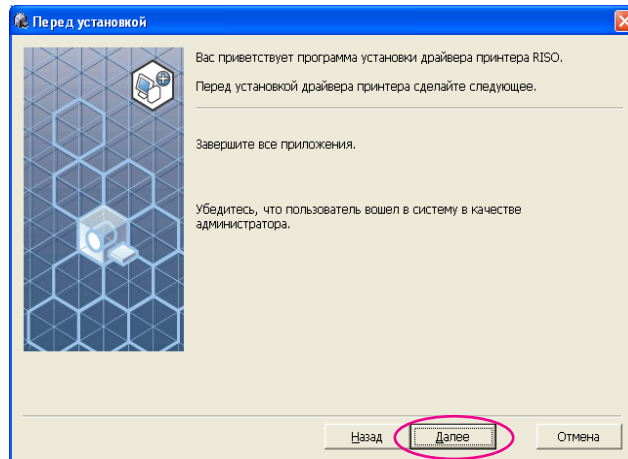 Перед установкой
Вас приветствует программа установки драйвера принтера RISO.
Перед установкой драйвера принтера сделайте следующее.
Завершите все приложения.
Убедитесь, что пользователь вошел в систему в качестве
администратора.
Назад
Далее
Отмена